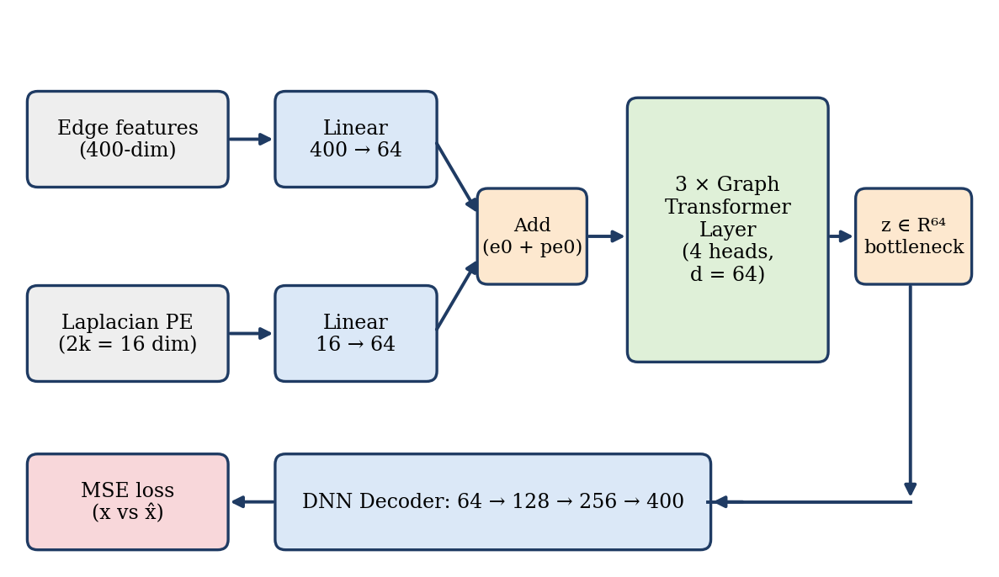 Edge features
(400-dim)
Linear
400 → 64
Laplacian PE
(2k = 16 dim)
Linear
16 → 64
Add
(e0 + pe0)
3 × Graph
Transformer
Layer
(4 heads,
d = 64)
z ∈ R⁶⁴
bottleneck
DNN Decoder: 64 → 128 → 256 → 400
MSE loss
(x vs x̂)